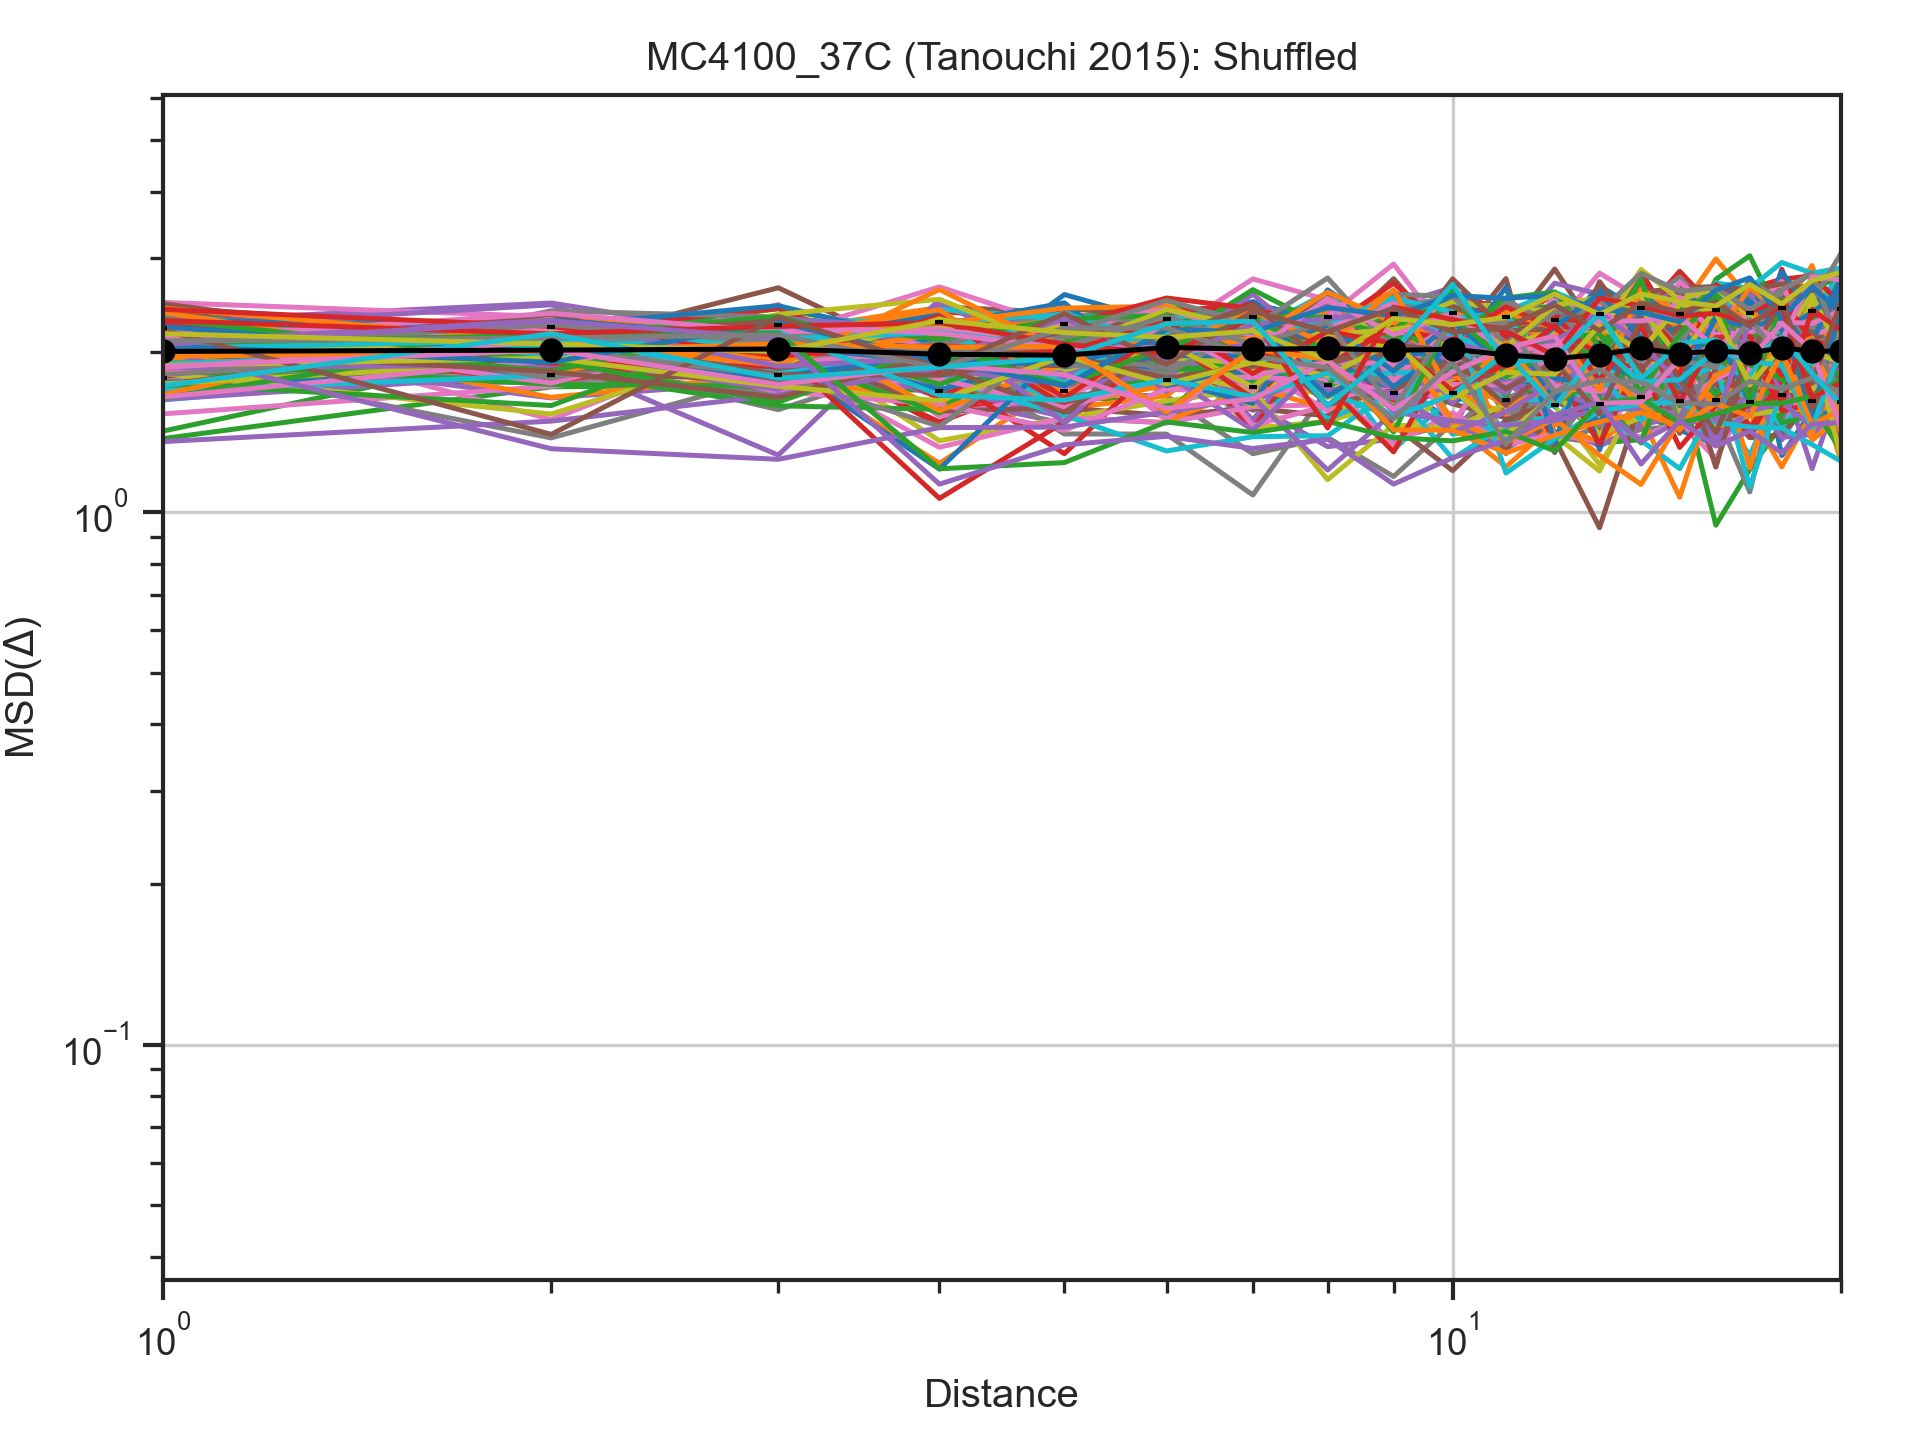 MC4100_37C (Tanouchi 2015): Shuffled
MSD(Δ)
10⁰
10⁻¹
10⁰
10¹
Distance